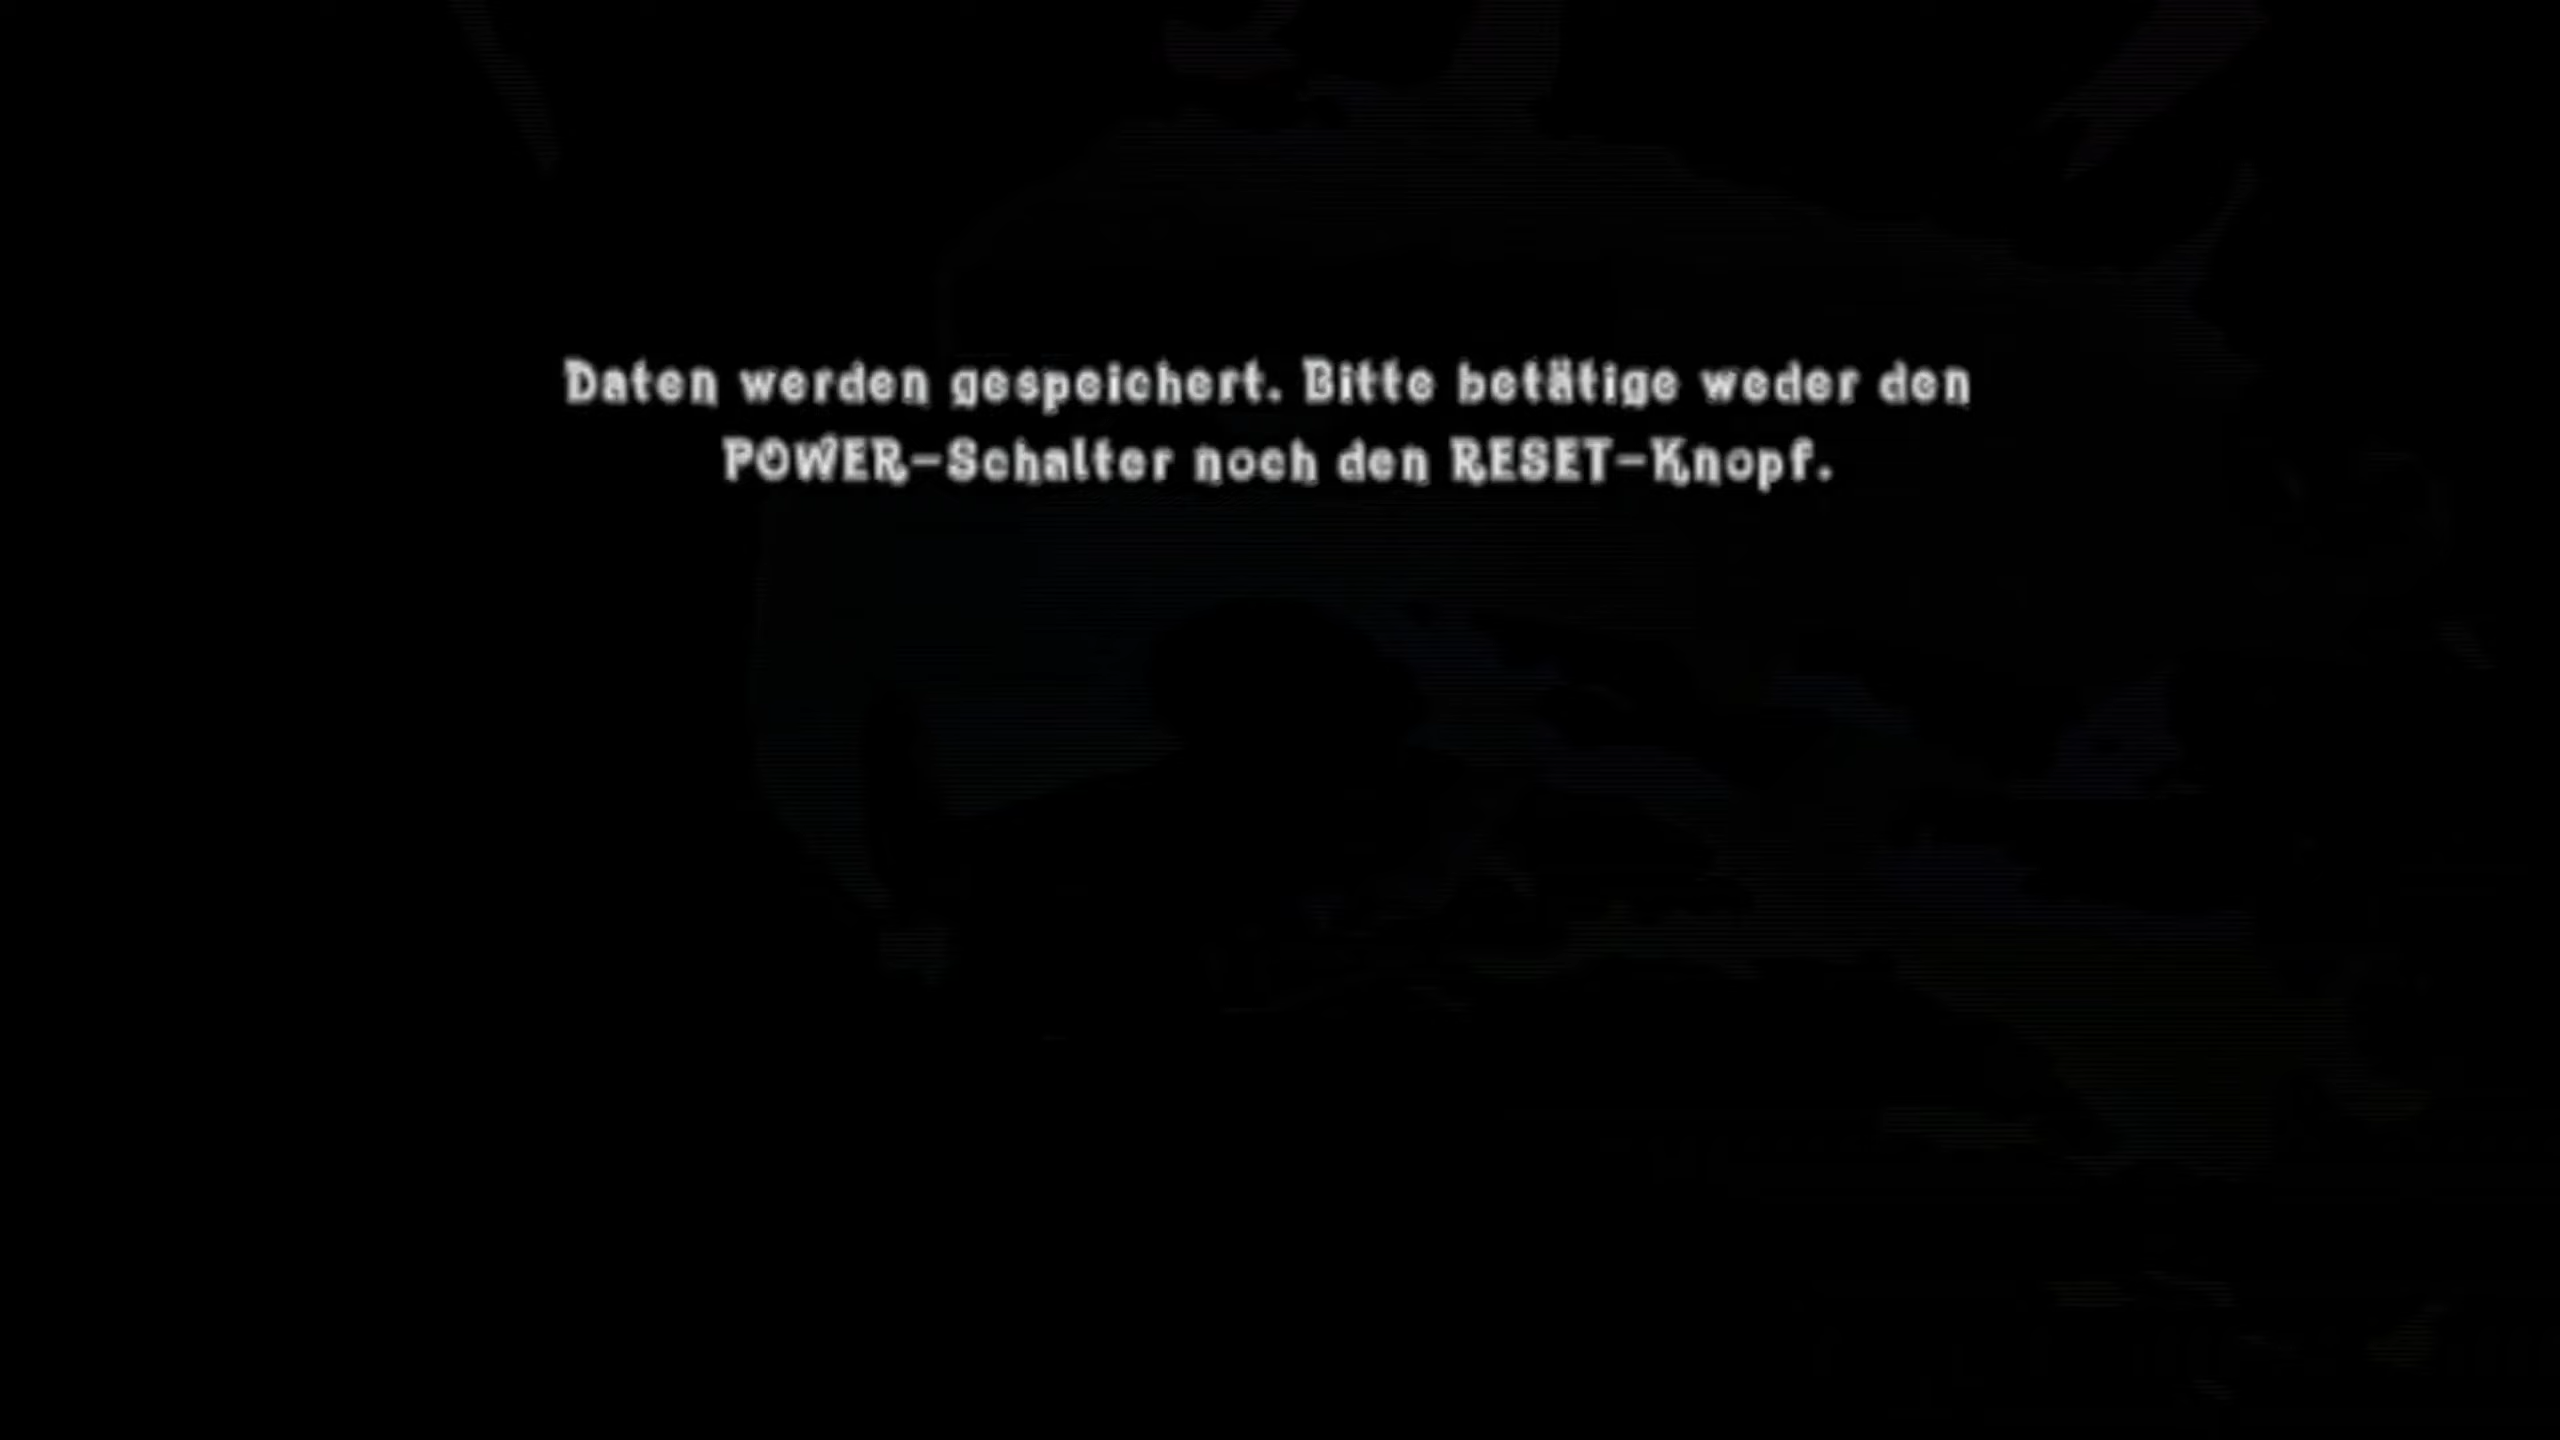 Daten werden gespeichert. Bitte betätige weder den
POWER-Schalter noch den RESET-Knopf.